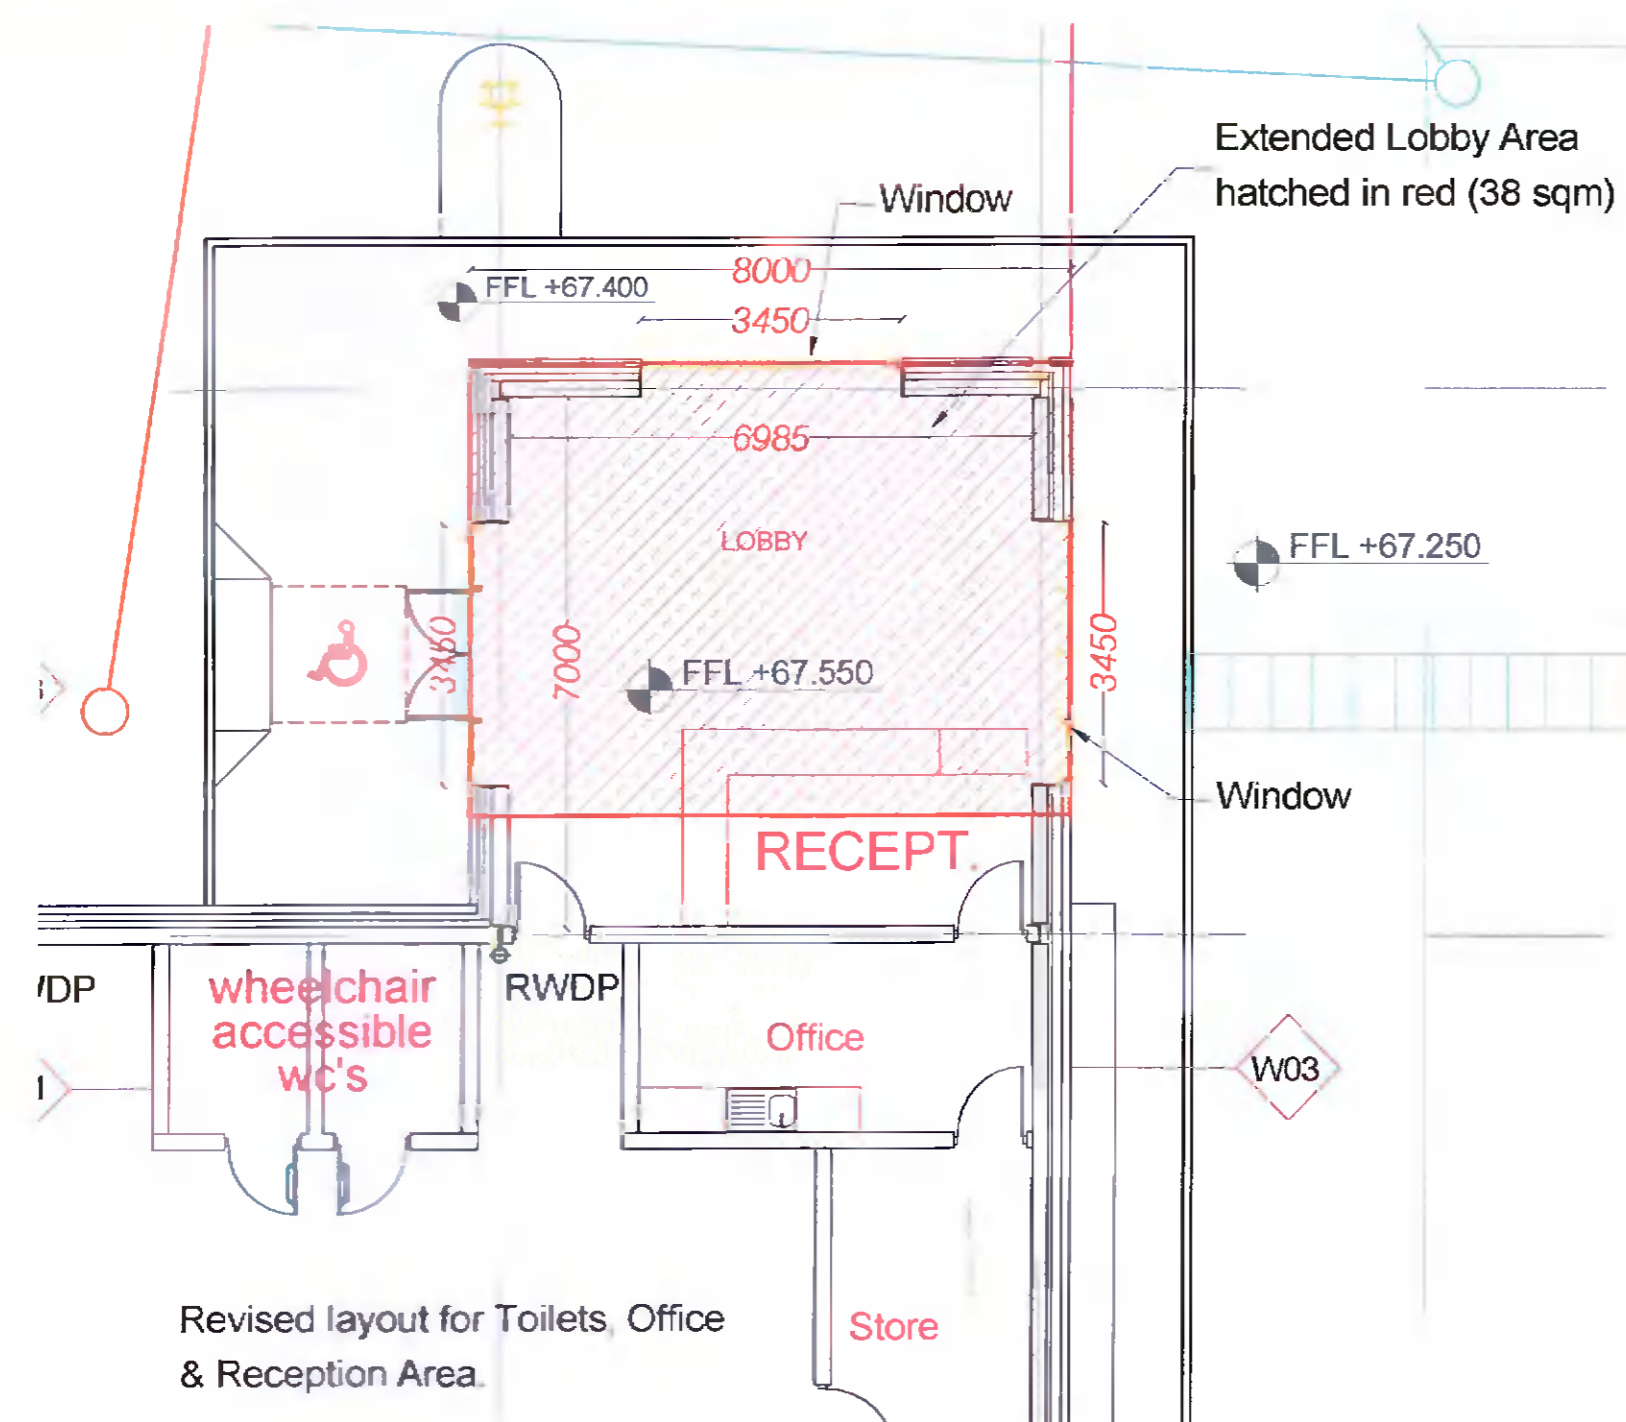 Extended Lobby Area
hatched in red (38 sqm)
Window
8000
FFL +67.400
3450
6985
LOBBY
FFL +67.250
3450
7000
FFL +67.550
3450
Window
RECEPT.
wheelchair
accessible
wc's
RWDP
Office
W03
Revised layout for Toilets, Office
& Reception Area.
Store